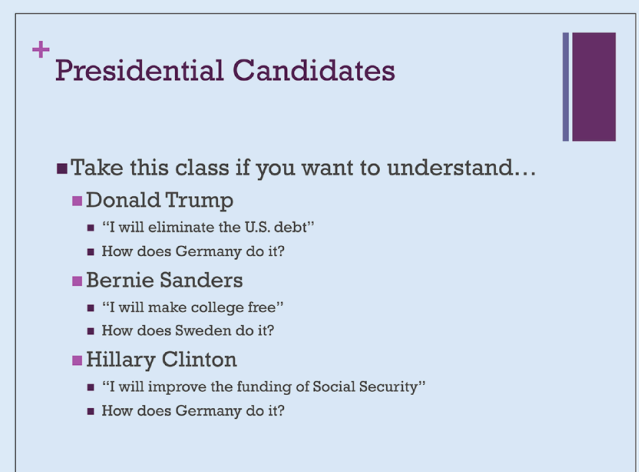 Presidential Candidates
Take this class if you want to understand…
Donald Trump
“I will eliminate the U.S. debt”
How does Germany do it?
Bernie Sanders
“I will make college free”
How does Sweden do it?
Hillary Clinton
“I will improve the funding of Social Security”
How does Germany do it?